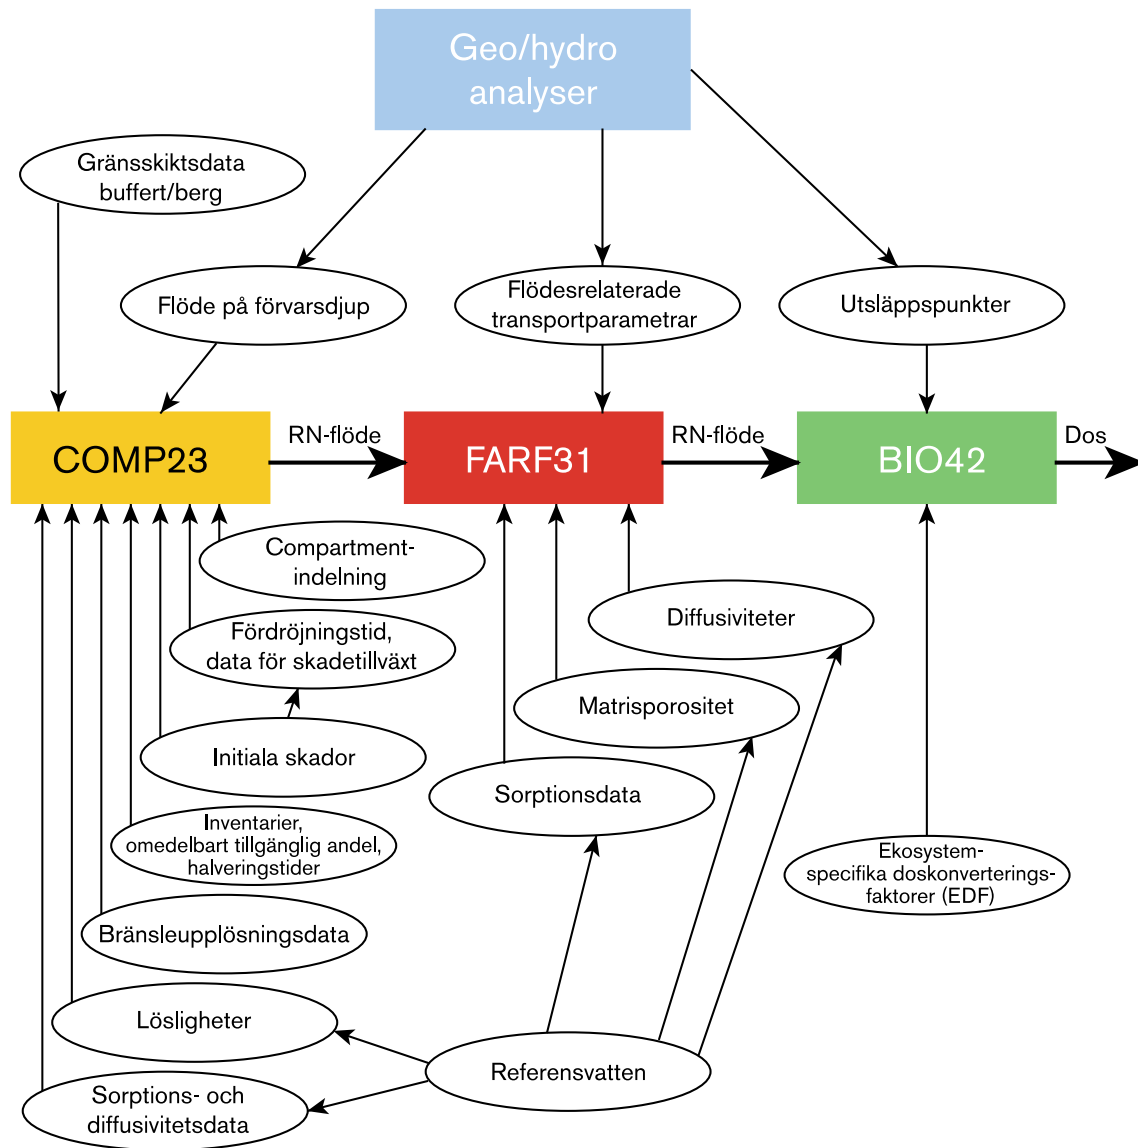 Geo/hydro
analyser
Gränsskiktsdata
buffert/berg
Flöde på förvarsdjup
Flödesrelaterade
transportparametrar
Utsläppspunkter
COMP23
RN-flöde
FARF31
RN-flöde
BIO42
Dos
Compartment-
indelning
Fördröjningstid,
data för skadetillväxt
Initiala skador
Inventarier,
omedelbart tillgänglig andel,
halveringstider
Bränsleupplösningsdata
Lösligheter
Sorptions- och
diffusivitetsdata
Diffusiviteter
Matrisporositet
Sorptionsdata
Referensvatten
Ekosystem-
specifika doskonverterings-
faktorer (EDF)